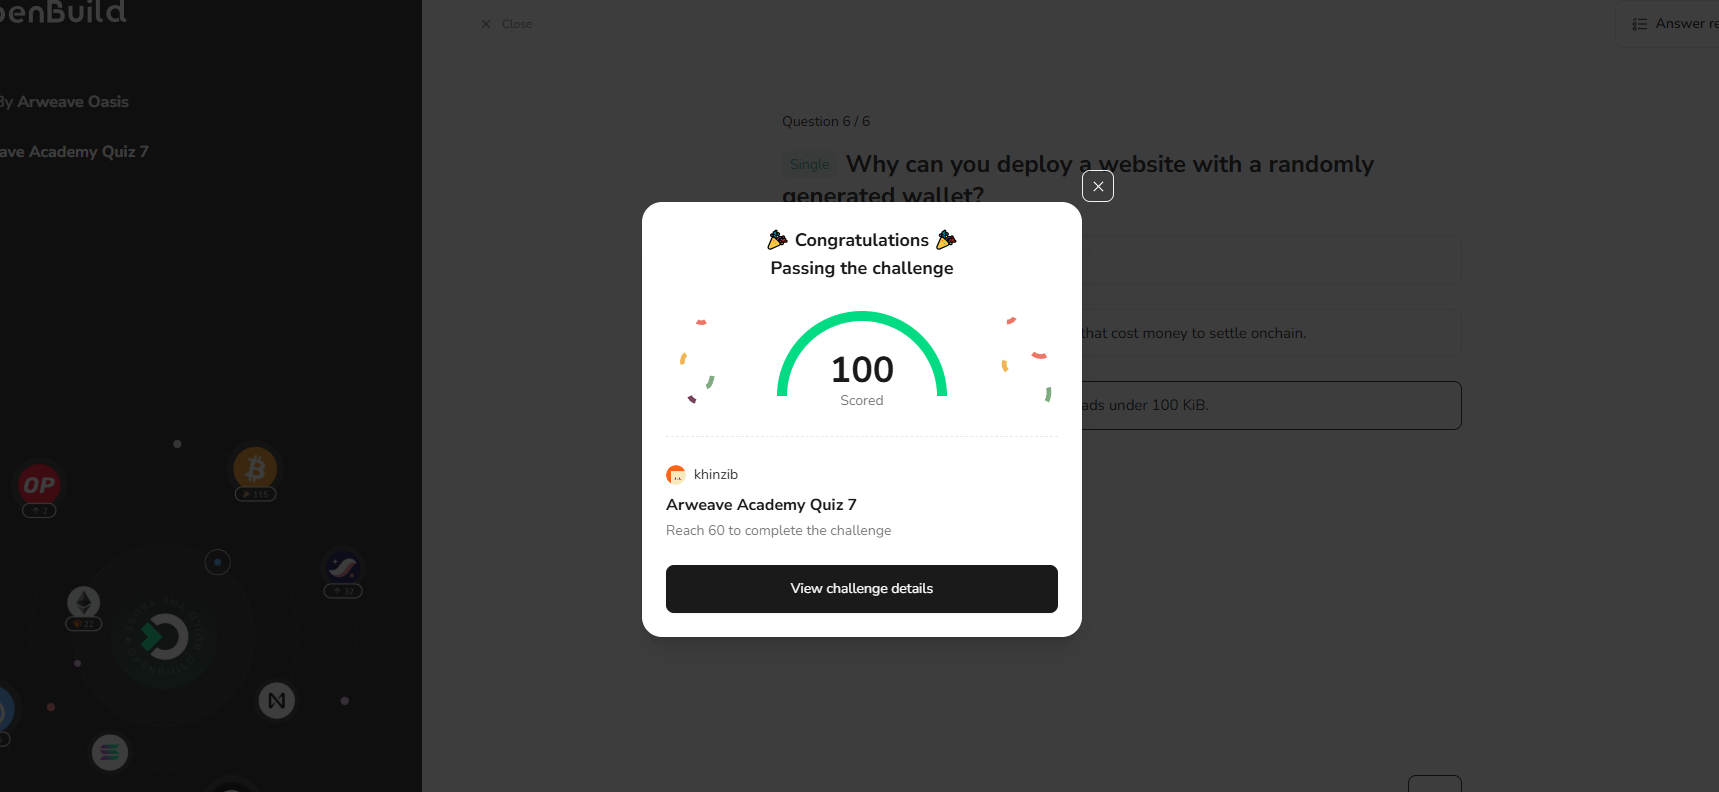 penBuild
By Arweave Oasis
ave Academy Quiz 7
Close
Answer re
Question 6 / 6
Single Why can you deploy a website with a randomly
generated wallet?
that cost money to settle onchain.
ads under 100 KiB.
Congratulations
Passing the challenge
100
Scored
khinzib
Arweave Academy Quiz 7
Reach 60 to complete the challenge
View challenge details
OP
2
115
32
22